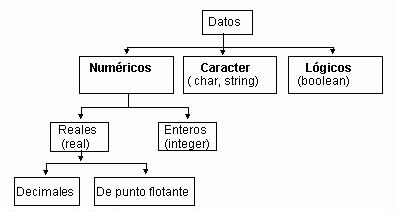 Datos
Numéricos
Caracter
( char, string)
Lógicos
(boolean)
Reales
(real)
Enteros
(integer)
Decimales
De punto flotante